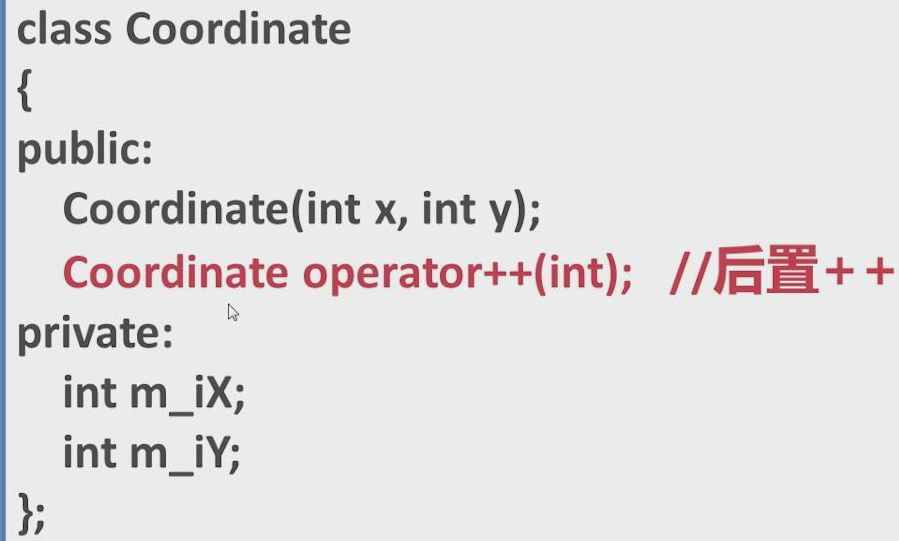 class Coordinate
{
public:
Coordinate(int x, int y);
Coordinate operator++(int); //后置++
private:
int m_iX;
int m_iY;
};